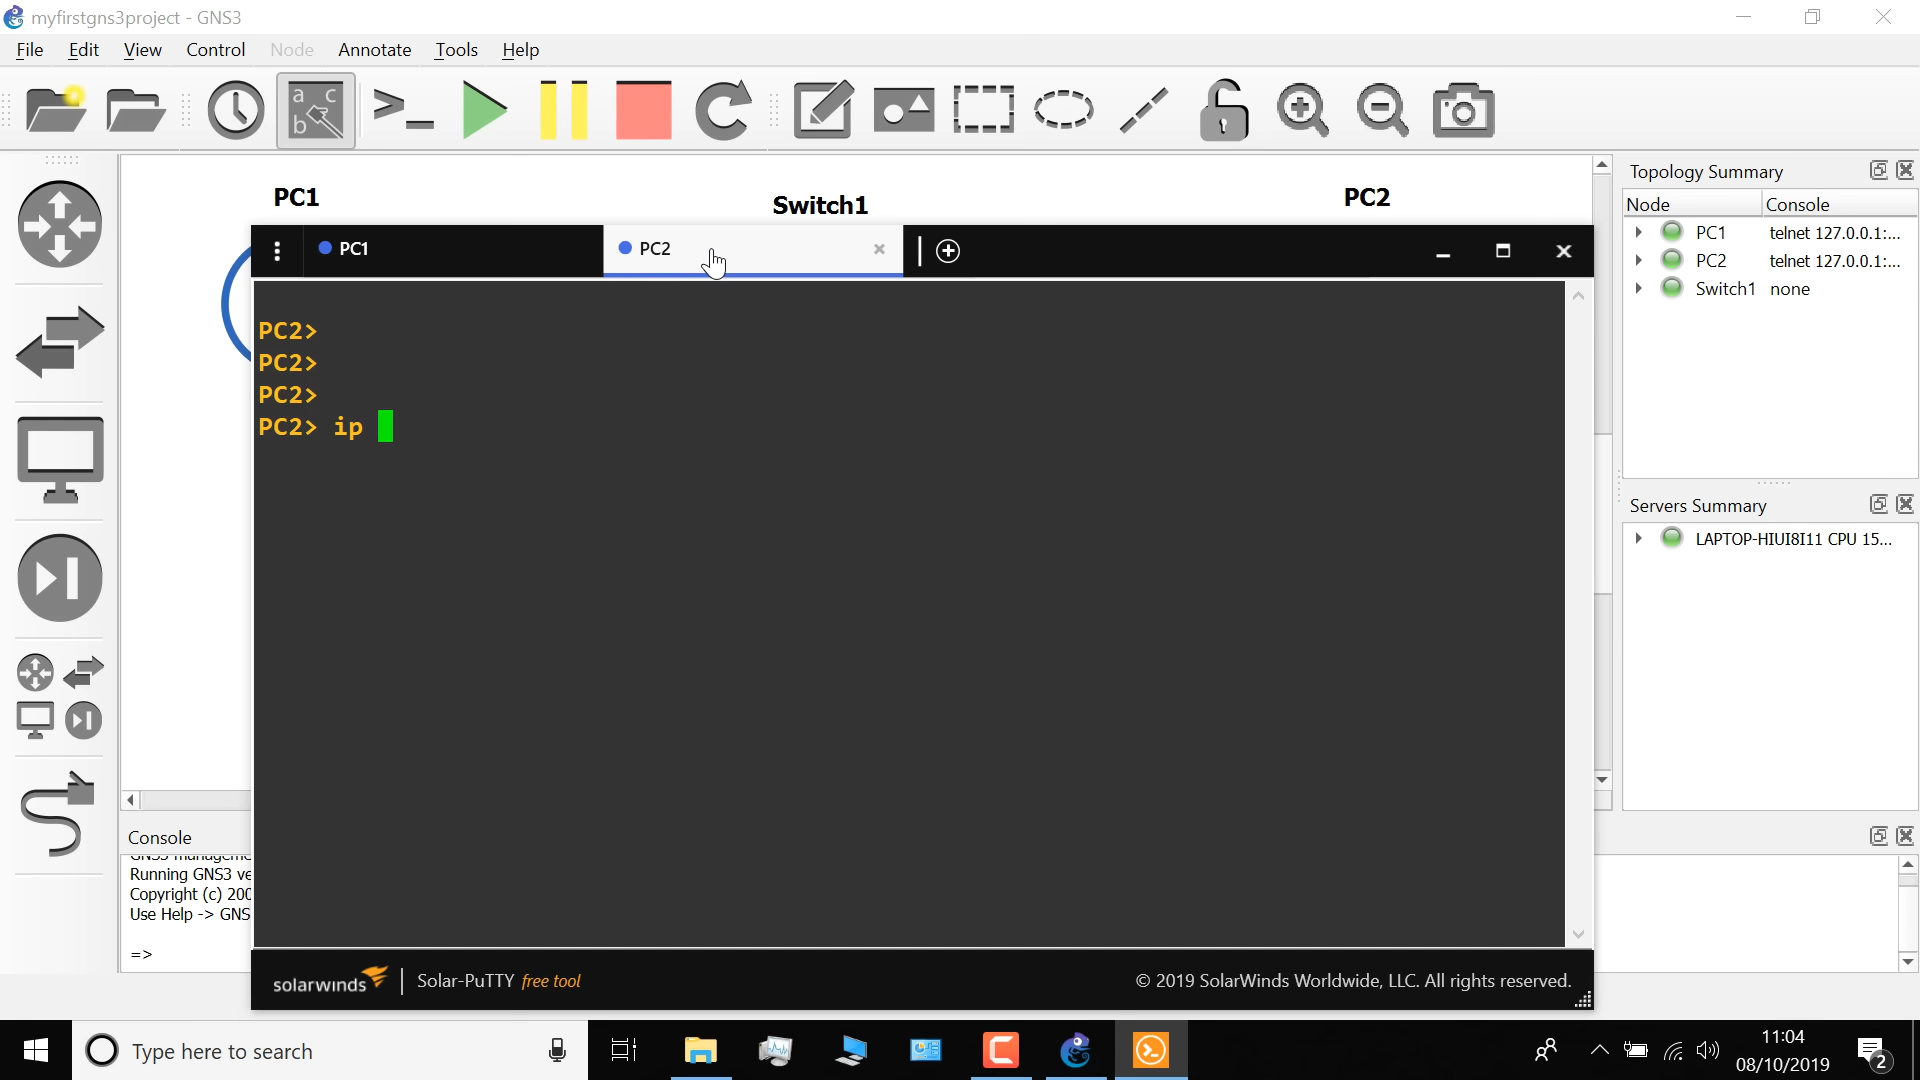 myfirstgns3project - GNS3
File Edit View Control Node Annotate Tools Help
a c
b
PC1
Switch1
PC2
Topology Summary
Node Console
PC1 telnet 127.0.0.1:...
PC2 telnet 127.0.0.1:...
Switch1 none
PC1
PC2
PC2>
PC2>
PC2>
PC2> ip
Servers Summary
LAPTOP-HIUI8I11 CPU 15...
Console
Running GNS3 ve
Copyright (c) 200
Use Help -> GNS
=>
solarwinds Solar-PuTTY free tool
© 2019 SolarWinds Worldwide, LLC. All rights reserved.
Type here to search
11:04
08/10/2019
2